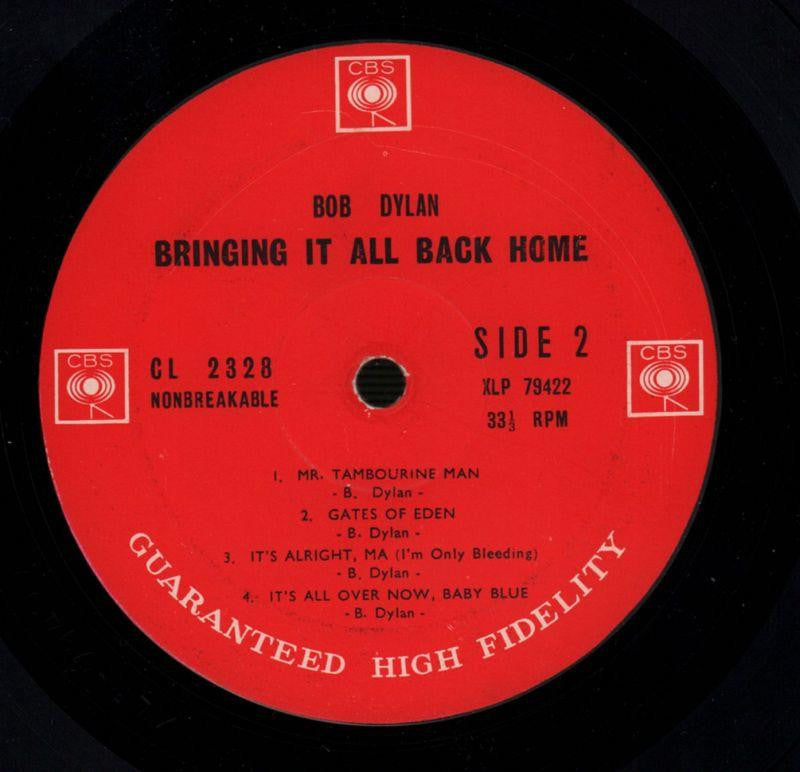 CBS
BOB DYLAN
BRINGING IT ALL BACK HOME
CBS
CL 2328
NONBREAKABLE
SIDE 2
XLP 79422
33⅓ RPM
CBS
1. MR. TAMBOURINE MAN
- B. Dylan -
2. GATES OF EDEN
- B. Dylan -
3. IT'S ALRIGHT, MA (I'm Only Bleeding)
- B. Dylan -
4. IT'S ALL OVER NOW, BABY BLUE
- B. Dylan -
GUARANTEED HIGH FIDELITY